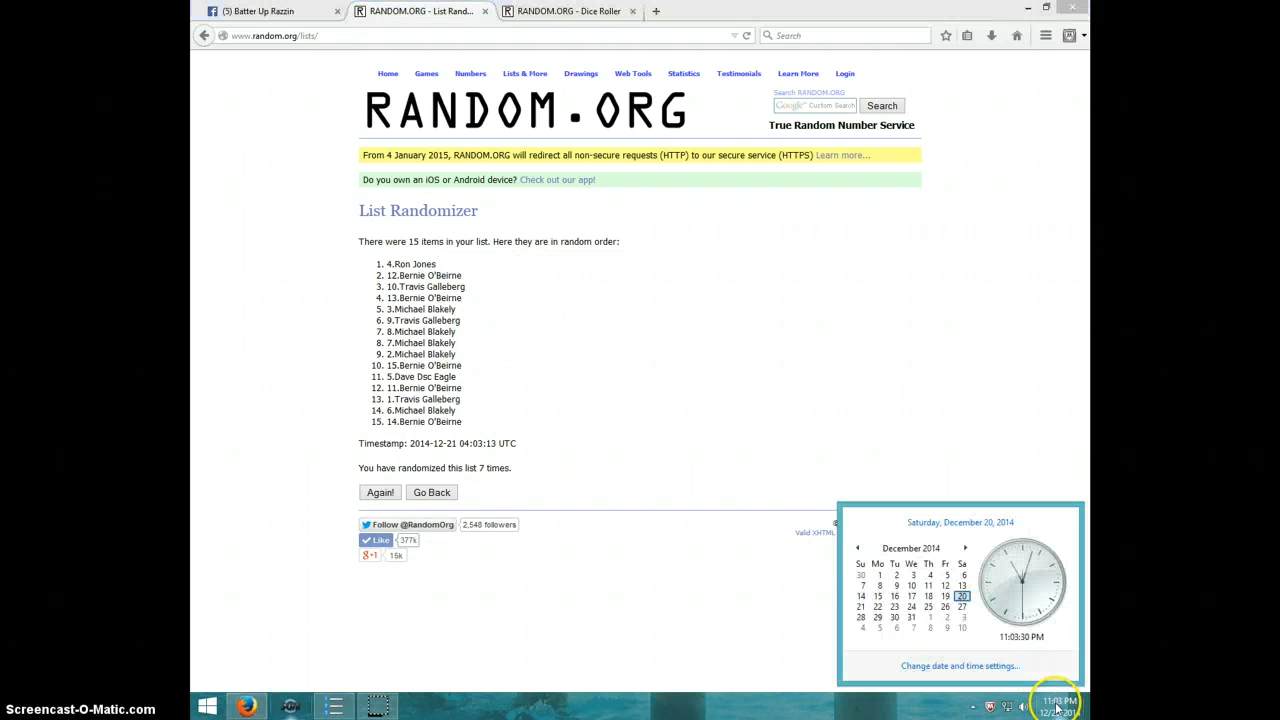 (5) Batter Up Razzin
RANDOM.ORG - List Rand...
RANDOM.ORG - Dice Roller
www.random.org/lists/
Search
Home Games Numbers Lists & More Drawings Web Tools Statistics Testimonials Learn More Login
RANDOM.ORG
Search RANDOM.ORG
Google™ Custom Search
Search
True Random Number Service
From 4 January 2015, RANDOM.ORG will redirect all non-secure requests (HTTP) to our secure service (HTTPS) Learn more...
Do you own an iOS or Android device? Check out our app!
List Randomizer
There were 15 items in your list. Here they are in random order:
1. 4.Ron Jones
2. 12.Bernie O'Beirne
3. 10.Travis Galleberg
4. 13.Bernie O'Beirne
5. 3.Michael Blakely
6. 9.Travis Galleberg
7. 8.Michael Blakely
8. 7.Michael Blakely
9. 2.Michael Blakely
10. 15.Bernie O'Beirne
11. 5.Dave Dsc Eagle
12. 11.Bernie O'Beirne
13. 1.Travis Galleberg
14. 6.Michael Blakely
15. 14.Bernie O'Beirne
Timestamp: 2014-12-21 04:03:13 UTC
You have randomized this list 7 times.
Again! Go Back
Follow @RandomOrg 2,548 followers
Like 377k
g+1 15k
Valid XHTML
Saturday, December 20, 2014
December 2014
Su Mo Tu We Th Fr Sa
30 1 2 3 4 5 6
7 8 9 10 11 12 13
14 15 16 17 18 19 20
21 22 23 24 25 26 27
28 29 30 31 1 2 3
4 5 6 7 8 9 10
11:03:30 PM
Change date and time settings...
11:03 PM
Screencast-O-Matic.com